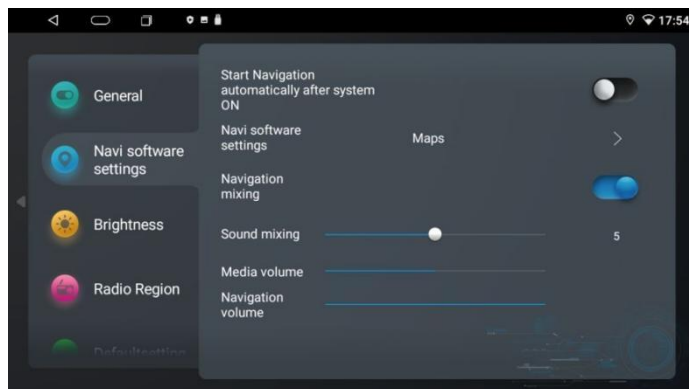 17:54
General
Navi software
settings
Brightness
Radio Region
Defaultsetting
Start Navigation
automatically after system
ON
Navi software
settings
Maps
Navigation
mixing
Sound mixing
5
Media volume
Navigation
volume